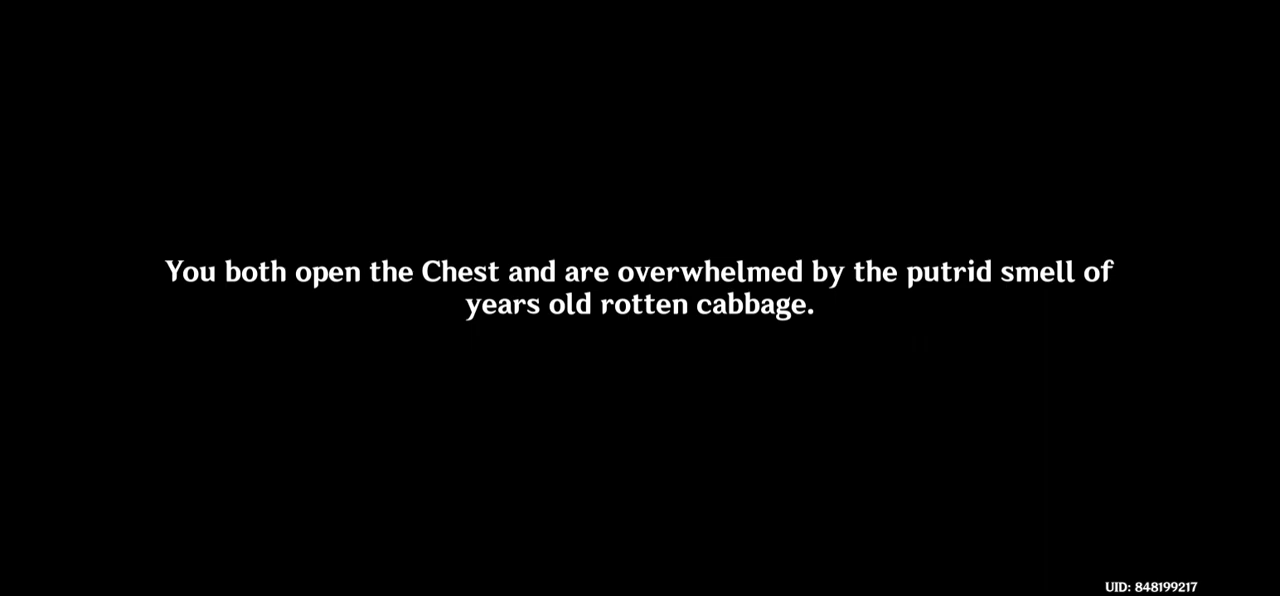 You both open the Chest and are overwhelmed by the putrid smell of
years old rotten cabbage.
UID: 848199217